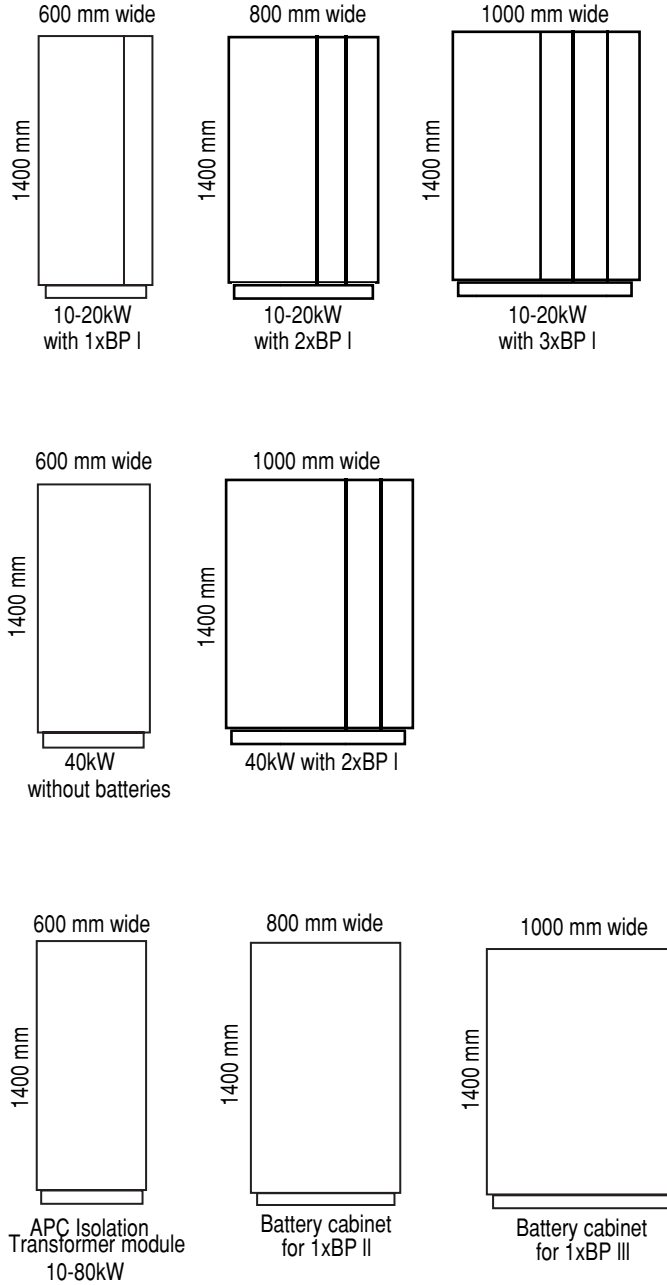 600 mm wide
800 mm wide
1000 mm wide
1400 mm
1400 mm
1400 mm
10-20kW
with 1xBP I
10-20kW
with 2xBP I
10-20kW
with 3xBP I
600 mm wide
1000 mm wide
1400 mm
1400 mm
40kW
without batteries
40kW with 2xBP I
600 mm wide
800 mm wide
1000 mm wide
1400 mm
1400 mm
1400 mm
APC Isolation
Transformer module
10-80kW
Battery cabinet
for 1xBP II
Battery cabinet
for 1xBP III